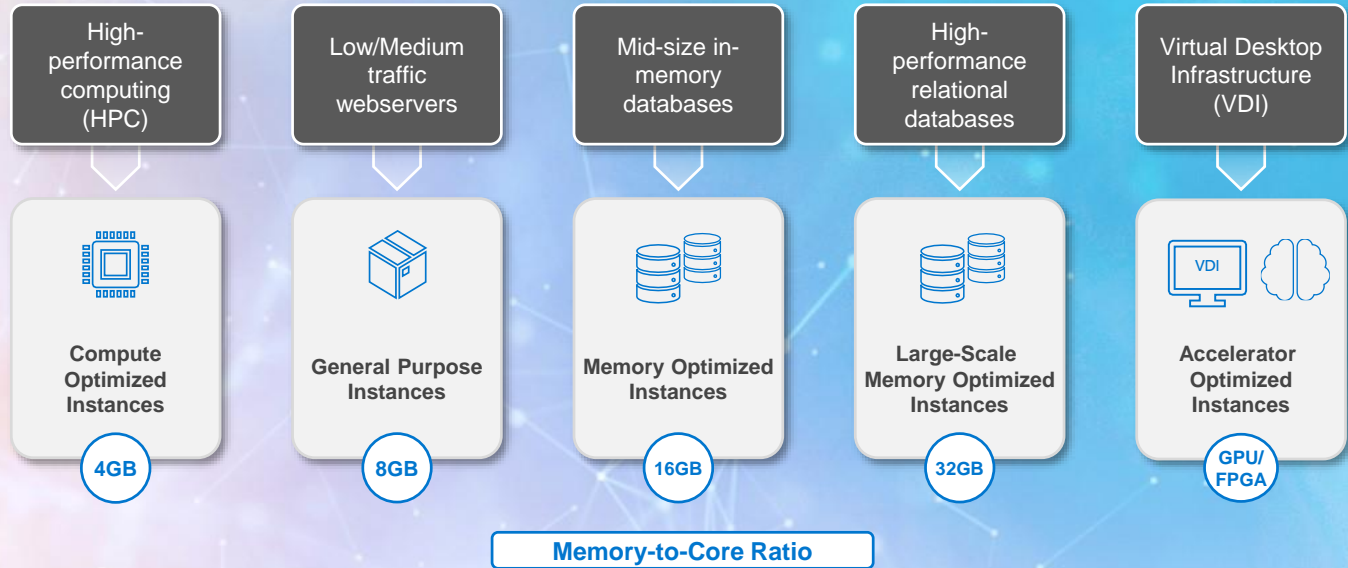 High-
performance
computing
(HPC)
Low/Medium
traffic
webservers
Mid-size in-
memory
databases
High-
performance
relational
databases
Virtual Desktop
Infrastructure
(VDI)
Compute
Optimized
Instances
4GB
General Purpose
Instances
8GB
Memory Optimized
Instances
16GB
Large-Scale
Memory Optimized
Instances
32GB
VDI
Accelerator
Optimized
Instances
GPU/
FPGA
Memory-to-Core Ratio